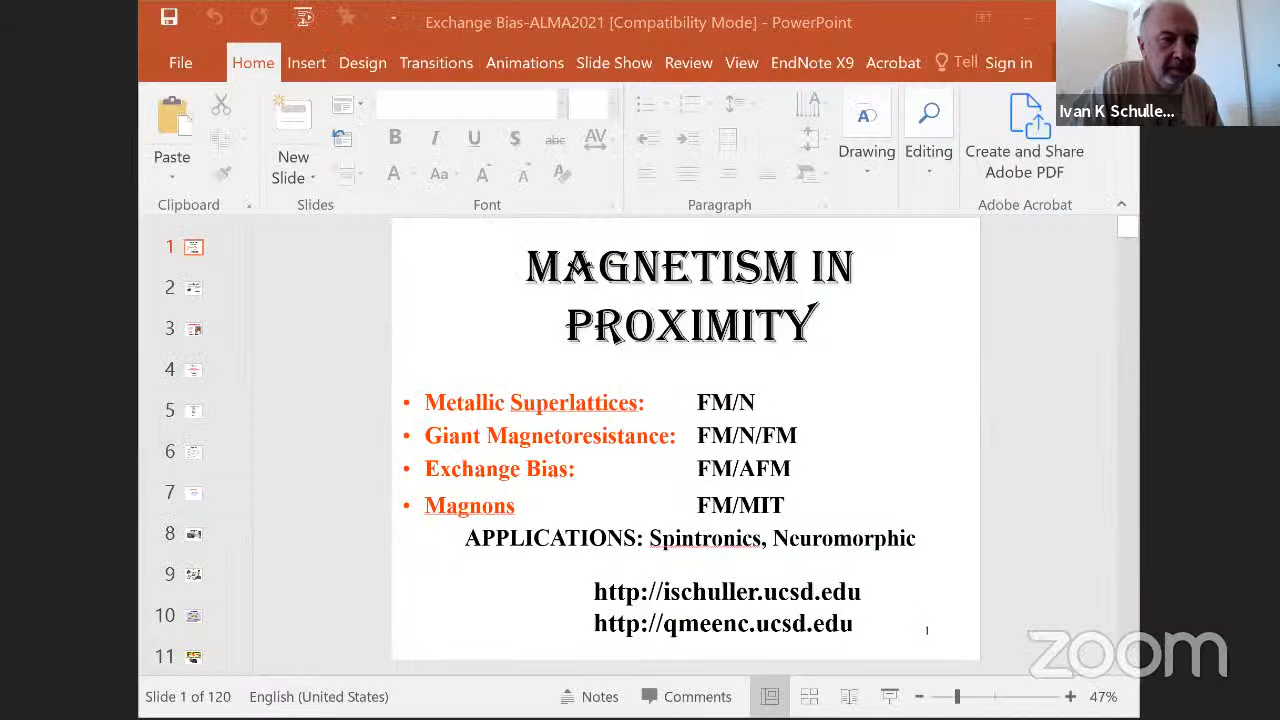 Exchange Bias-ALMA2021 [Compatibility Mode] - PowerPoint
File Home Insert Design Transitions Animations Slide Show Review View EndNote X9 Acrobat Tell Sign in
Ivan K Schulle...
B I U S abc AV
Paste
New
Slide
A Aa A A
Drawing
Editing
Create and Share
Adobe PDF
Clipboard Slides Font Paragraph Adobe Acrobat
1
2
3
4
5
6
7
8
9
10
11
MAGNETISM IN
PROXIMITY
• Metallic Superlattices: FM/N
• Giant Magnetoresistance: FM/N/FM
• Exchange Bias: FM/AFM
• Magnons FM/MIT
APPLICATIONS: Spintronics, Neuromorphic
http://ischuller.ucsd.edu
http://qmeenc.ucsd.edu
1
zoom
Slide 1 of 120 English (United States) Notes Comments 47%